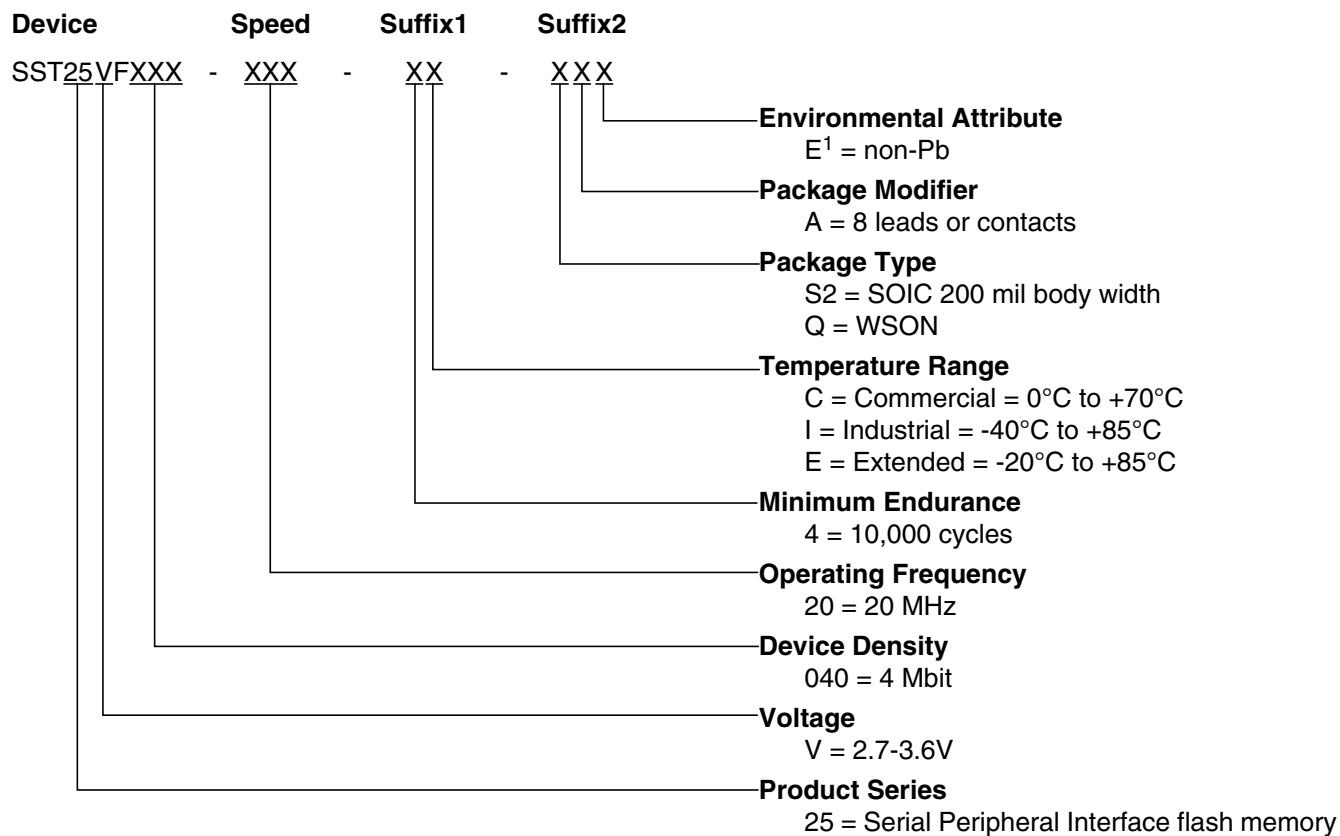 Device Speed Suffix1 Suffix2
SST25VFXXX - XXX - XX - XXX
Environmental Attribute
E1 = non-Pb
Package Modifier
A = 8 leads or contacts
Package Type
S2 = SOIC 200 mil body width
Q = WSON
Temperature Range
C = Commercial = 0°C to +70°C
I = Industrial = -40°C to +85°C
E = Extended = -20°C to +85°C
Minimum Endurance
4 = 10,000 cycles
Operating Frequency
20 = 20 MHz
Device Density
040 = 4 Mbit
Voltage
V = 2.7-3.6V
Product Series
25 = Serial Peripheral Interface flash memory